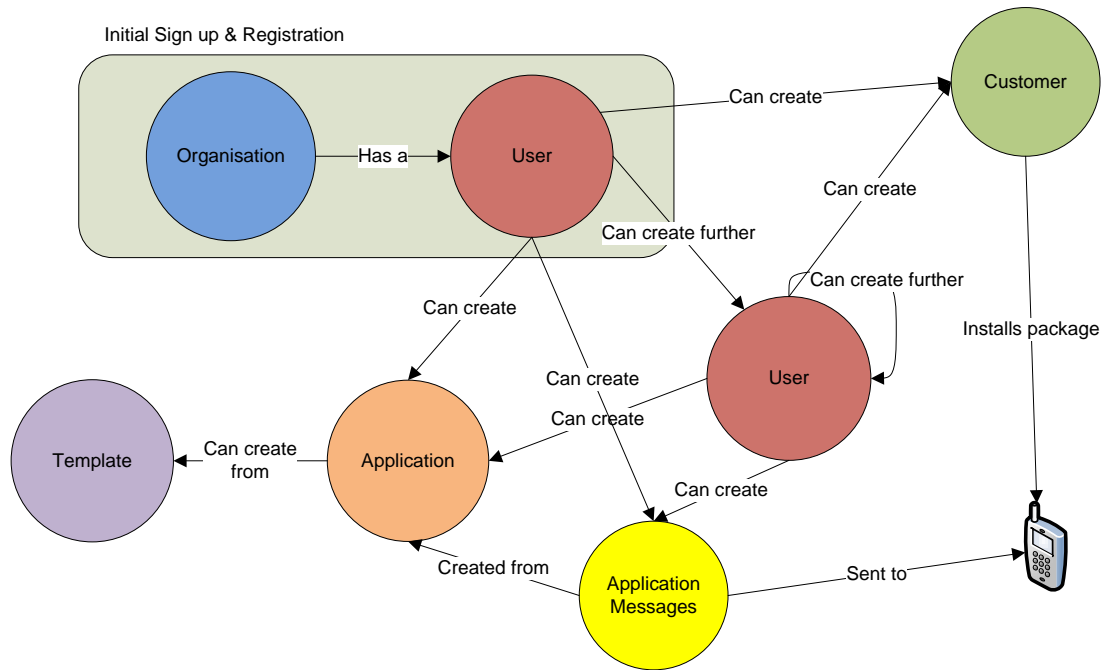 Initial Sign up & Registration
Customer
Can create
Organisation
Has a
User
Can create
Can create further
Can create further
Can create
Installs package
User
Can create
Can create
Template
Can create
from
Application
Can create
Created from
Application
Messages
Sent to